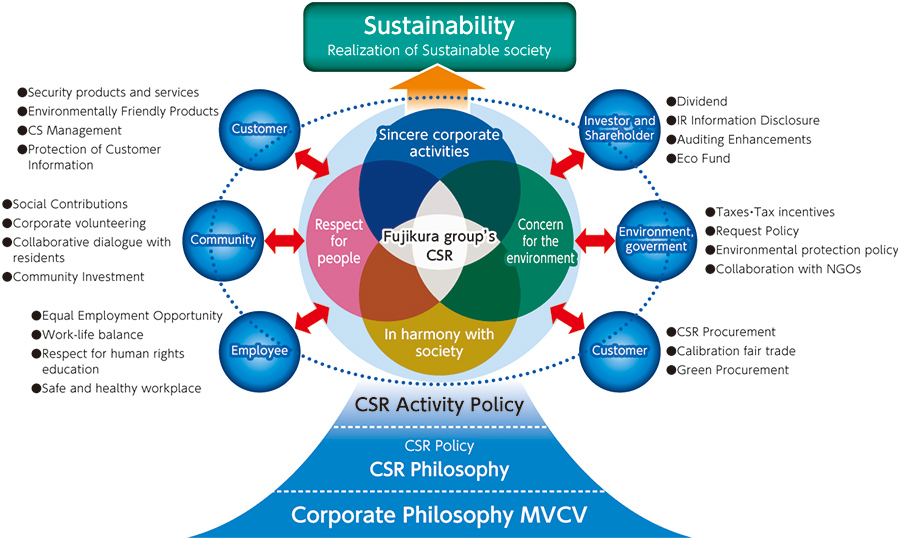 Sustainability
Realization of Sustainable society
●Security products and services
●Environmentally Friendly Products
●CS Management
●Protection of Customer
Information
Customer
Sincere corporate
activities
Investor and
Shareholder
●Dividend
●IR Information Disclosure
●Auditing Enhancements
●Eco Fund
●Social Contributions
●Corporate volunteering
●Collaborative dialogue with
residents
●Community Investment
Community
Respect
for
people
Fujikura group's
CSR
Concern
for the
environment
Environment,
goverment
●Taxes・Tax incentives
●Request Policy
●Environmental protection policy
●Collaboration with NGOs
●Equal Employment Opportunity
●Work-life balance
●Respect for human rights
education
●Safe and healthy workplace
Employee
In harmony with
society
Customer
●CSR Procurement
●Calibration fair trade
●Green Procurement
CSR Activity Policy
CSR Policy
CSR Philosophy
Corporate Philosophy MVCV